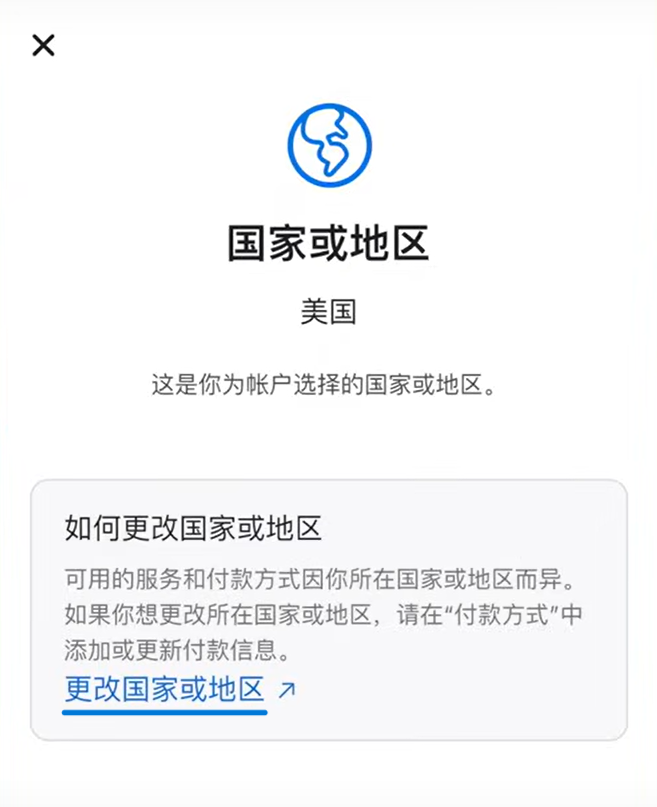 国家或地区
美国
这是你为帐户选择的国家或地区。
如何更改国家或地区
可用的服务和付款方式因你所在国家或地区而异。
如果你想更改所在国家或地区，请在“付款方式”中
添加或更新付款信息。
更改国家或地区